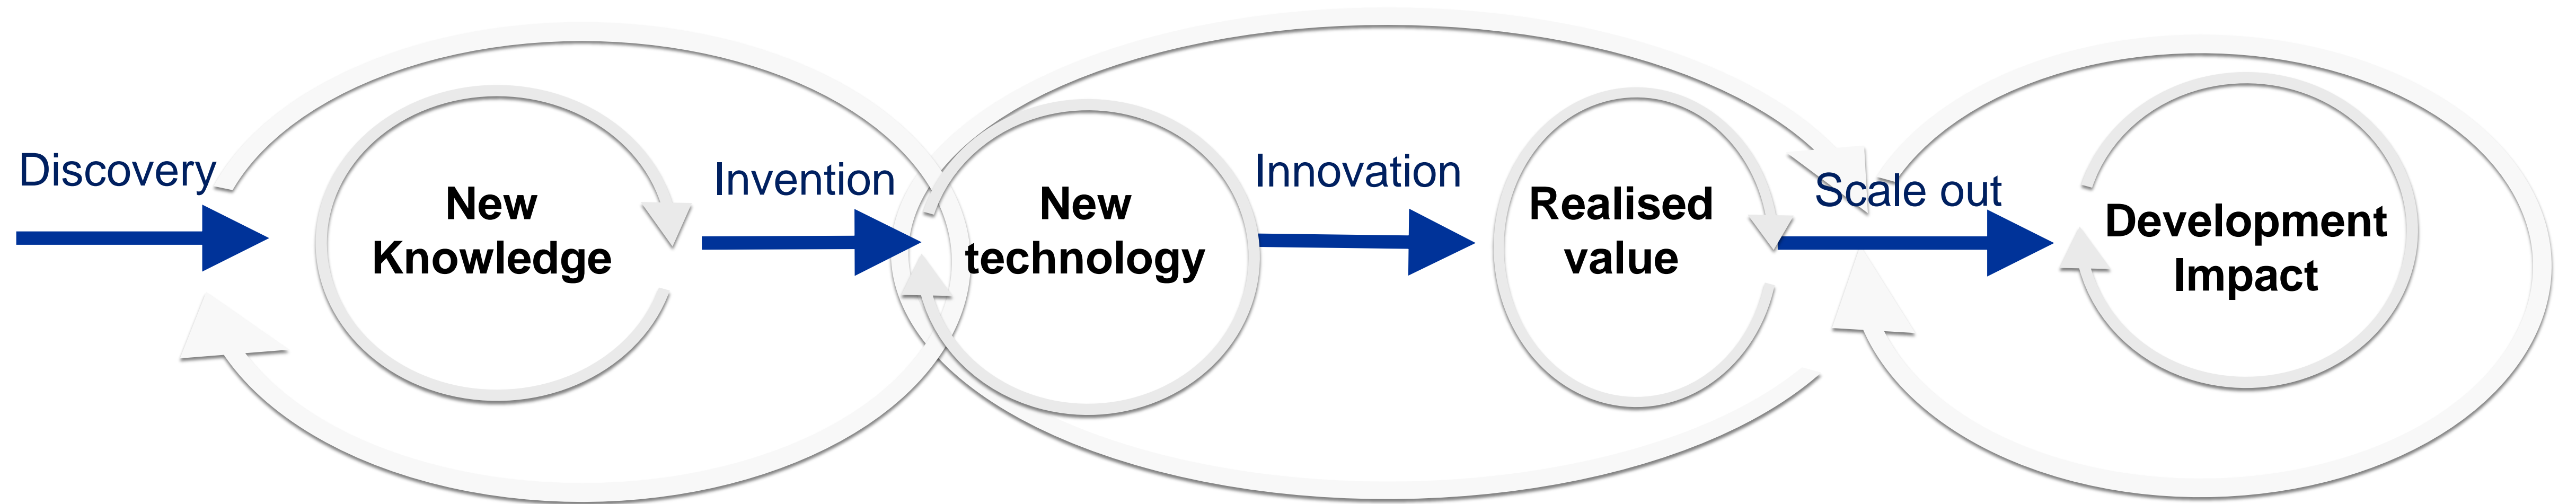 Discovery
New
Knowledge
Invention
New
technology
Innovation
Realised
value
Scale out
Development
Impact